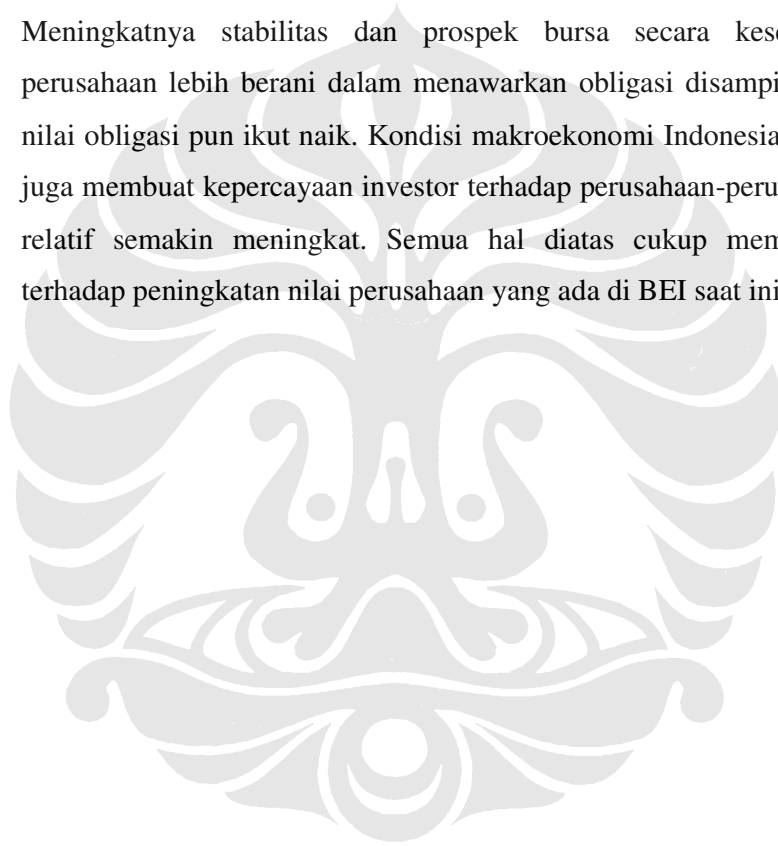 Meningkatnya stabilitas dan prospek bursa secara
perusahaan lebih berani dalam menawarkan obligasi
nilai obligasi pun ikut naik. Kondisi makroekonomi Indonesia
juga membuat kepercayaan investor terhadap
relatif semakin meningkat. Semua hal diatas cukup
terhadap peningkatan nilai perusahaan yang ada di BEI saat ini